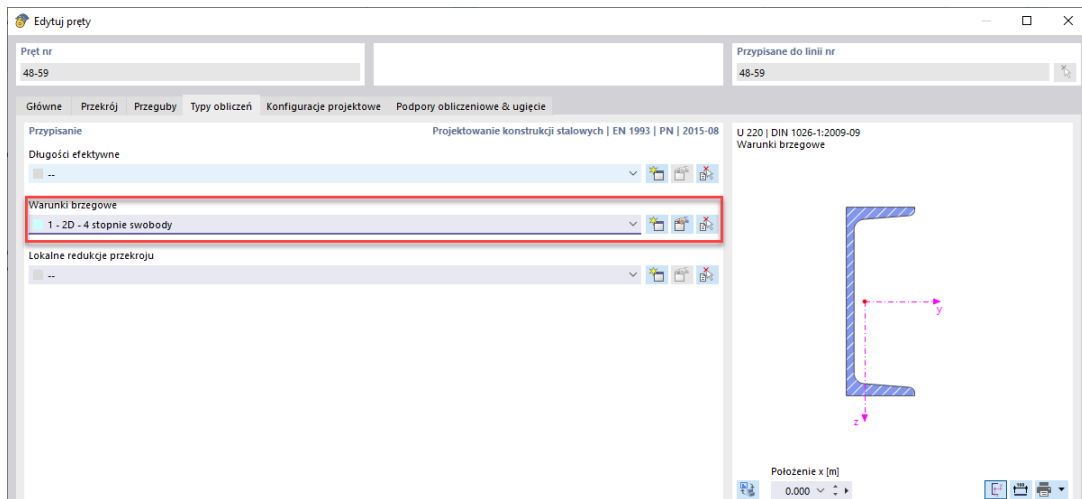 Edytuj pręty
Pręt nr
48-59
Przypisane do linii nr
48-59
Główne Przekrój Przeguby Typy obliczeń Konfiguracje projektowe Podpory obliczeniowe & ugięcie
Przypisanie
Projektowanie konstrukcji stalowych | EN 1993 | PN | 2015-08
Długości efektywne
--
Warunki brzegowe
1 - 2D - 4 stopnie swobody
Lokalne redukcje przekroju
--
U 220 | DIN 1026-1:2009-09
Warunki brzegowe
y
z
Położenie x [m]
0.000